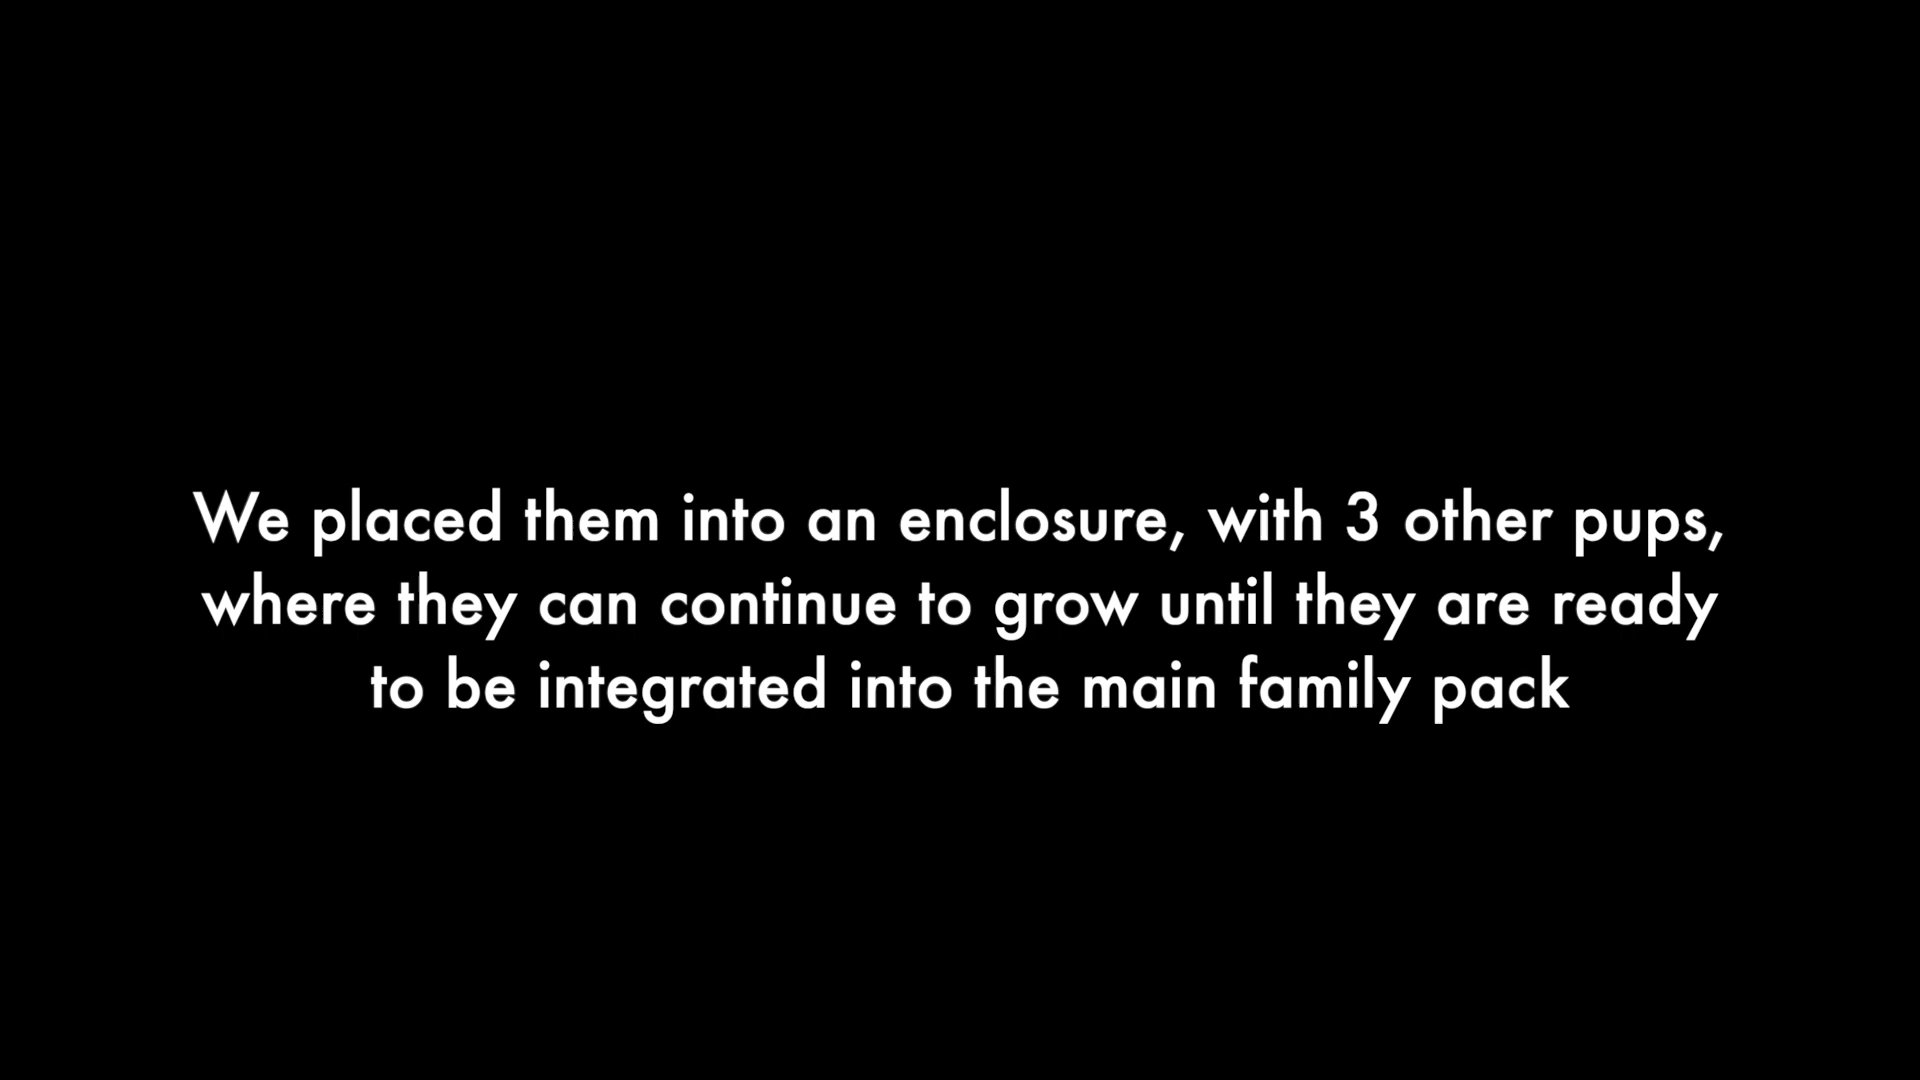 We placed them into an enclosure, with 3 other pups,
where they can continue to grow until they are ready
to be integrated into the main family pack